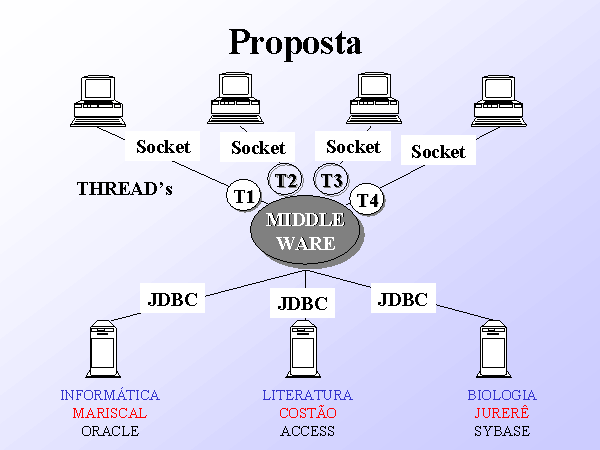 Proposta
Socket
Socket
Socket
Socket
THREAD's
T1
T2
T3
T4
MIDDLE
WARE
JDBC
JDBC
JDBC
INFORMÁTICA
MARISCAL
ORACLE
LITERATURA
COSTÃO
ACCESS
BIOLOGIA
JURERÊ
SYBASE